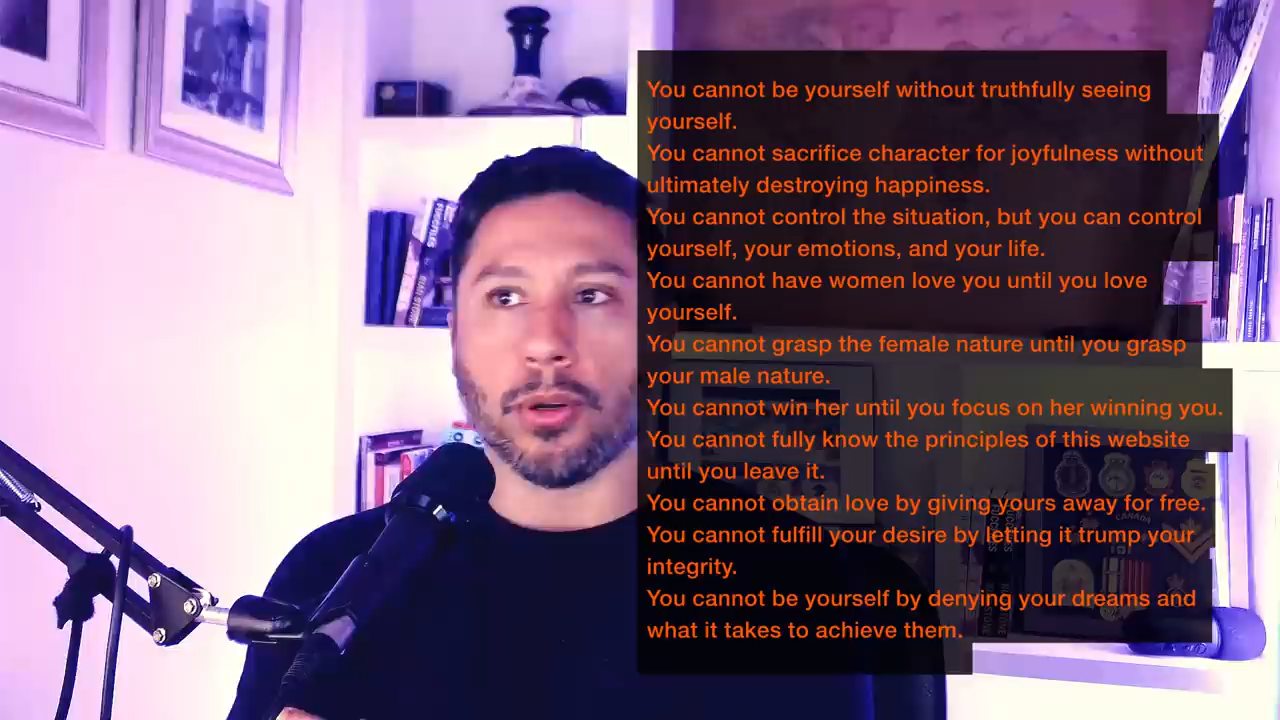 You cannot be yourself without truthfully seeing
yourself.
You cannot sacrifice character for joyfulness without
ultimately destroying happiness.
You cannot control the situation, but you can control
yourself, your emotions, and your life.
You cannot have women love you until you love
yourself.
You cannot grasp the female nature until you grasp
your male nature.
You cannot win her until you focus on her winning you.
You cannot fully know the principles of this website
until you leave it.
You cannot obtain love by giving yours away for free.
You cannot fulfill your desire by letting it trump your
integrity.
You cannot be yourself by denying your dreams and
what it takes to achieve them.
CANADA